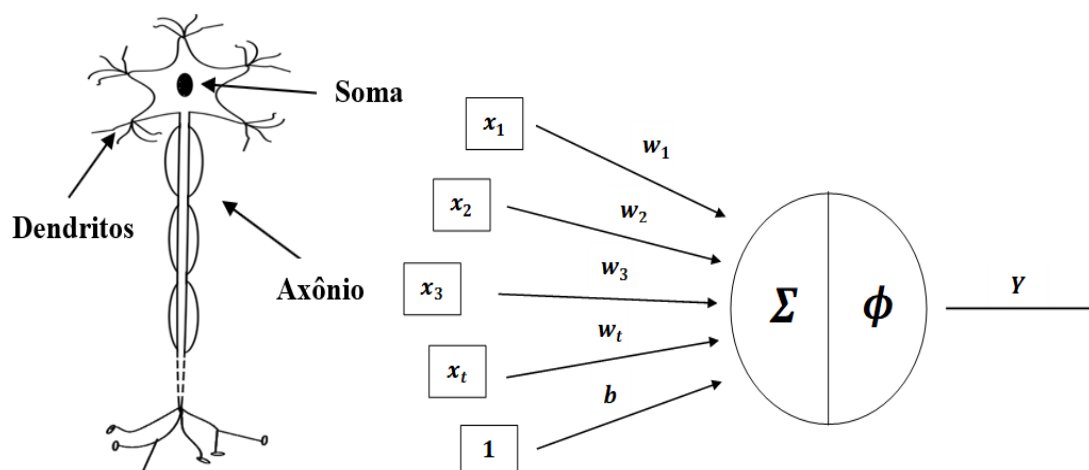 Soma
Dendritos
Axônio
x₁
w₁
x₂
w₂
x₃
w₃
xₜ
wₜ
1
b
Σ
ϕ
Y